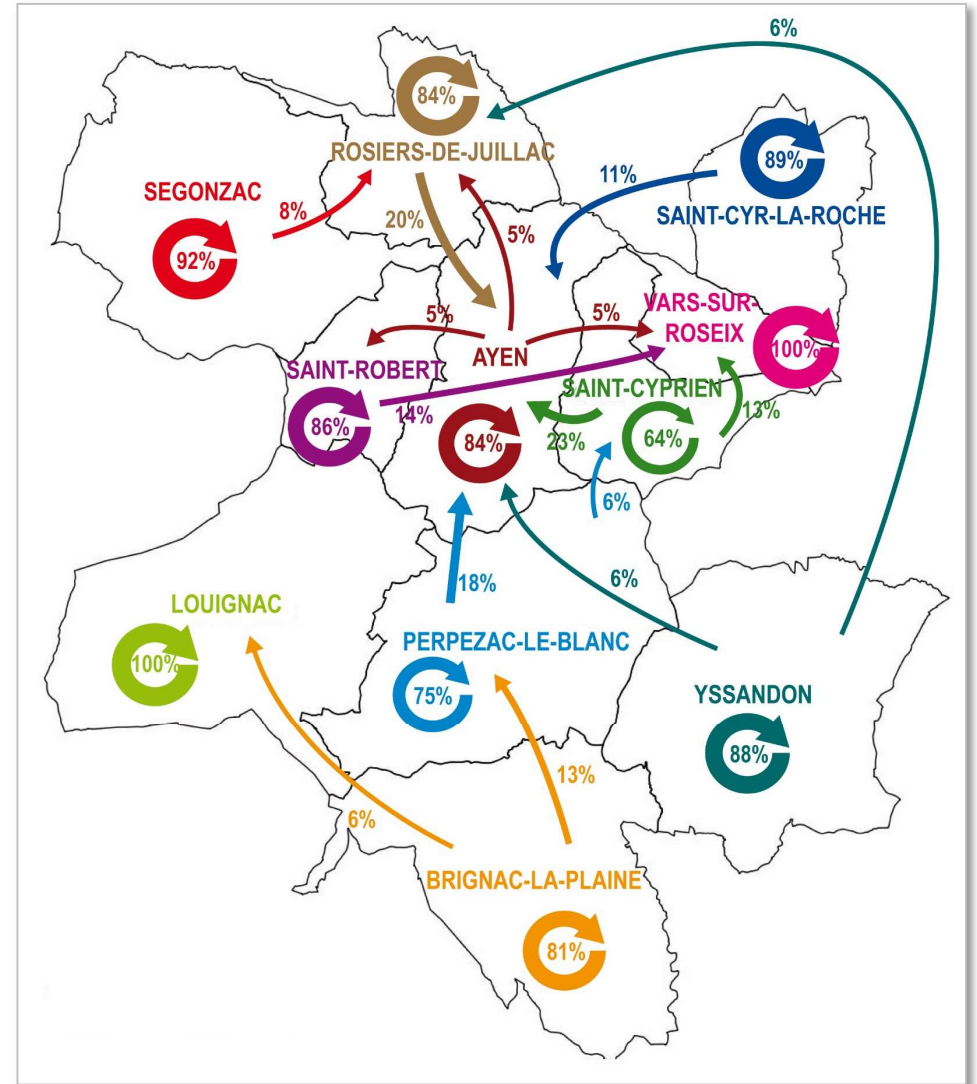 6%
84%
ROSIERS-DE-JUILLAC
89%
11%
SAINT-CYR-LA-ROCHE
SEGONZAC
8%
20%
5%
92%
5%
5%
VARS-SUR-
ROSEIX
100%
AYEN
SAINT-ROBERT
SAINT-CYPRIEN
14%
13%
86%
84%
23%
64%
6%
18%
6%
LOUIGNAC
100%
PERPEZAC-LE-BLANC
75%
YSSANDON
88%
13%
6%
BRIGNAC-LA-PLAINE
81%